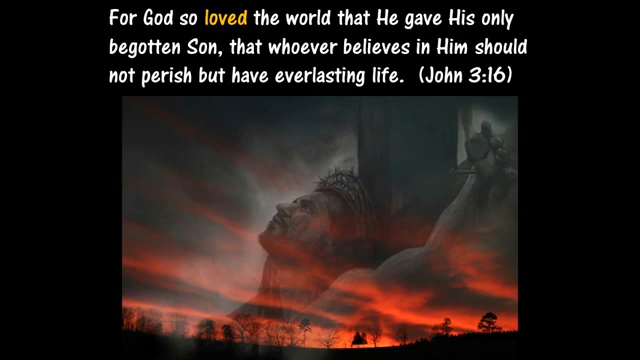 For God so loved the world that He gave His only
begotten Son, that whoever believes in Him should
not perish but have everlasting life. (John 3:16)